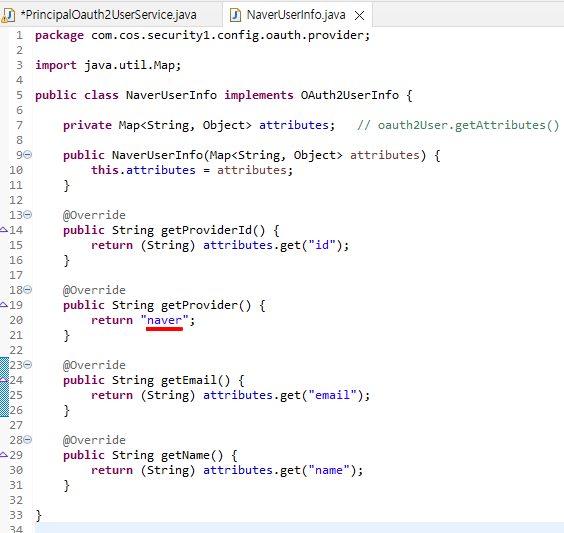 *PrincipalOauth2UserService.java NaverUserInfo.java
1 package com.cos.security1.config.oauth.provider;
2
3 import java.util.Map;
4
5 public class NaverUserInfo implements OAuth2UserInfo {
6
7 private Map<String, Object> attributes; // oauth2User.getAttributes()
8
9 public NaverUserInfo(Map<String, Object> attributes) {
10 this.attributes = attributes;
11 }
12
13 @Override
14 public String getProviderId() {
15 return (String) attributes.get("id");
16 }
17
18 @Override
19 public String getProvider() {
20 return "naver";
21 }
22
23 @Override
24 public String getEmail() {
25 return (String) attributes.get("email");
26 }
27
28 @Override
29 public String getName() {
30 return (String) attributes.get("name");
31 }
32
33 }
34